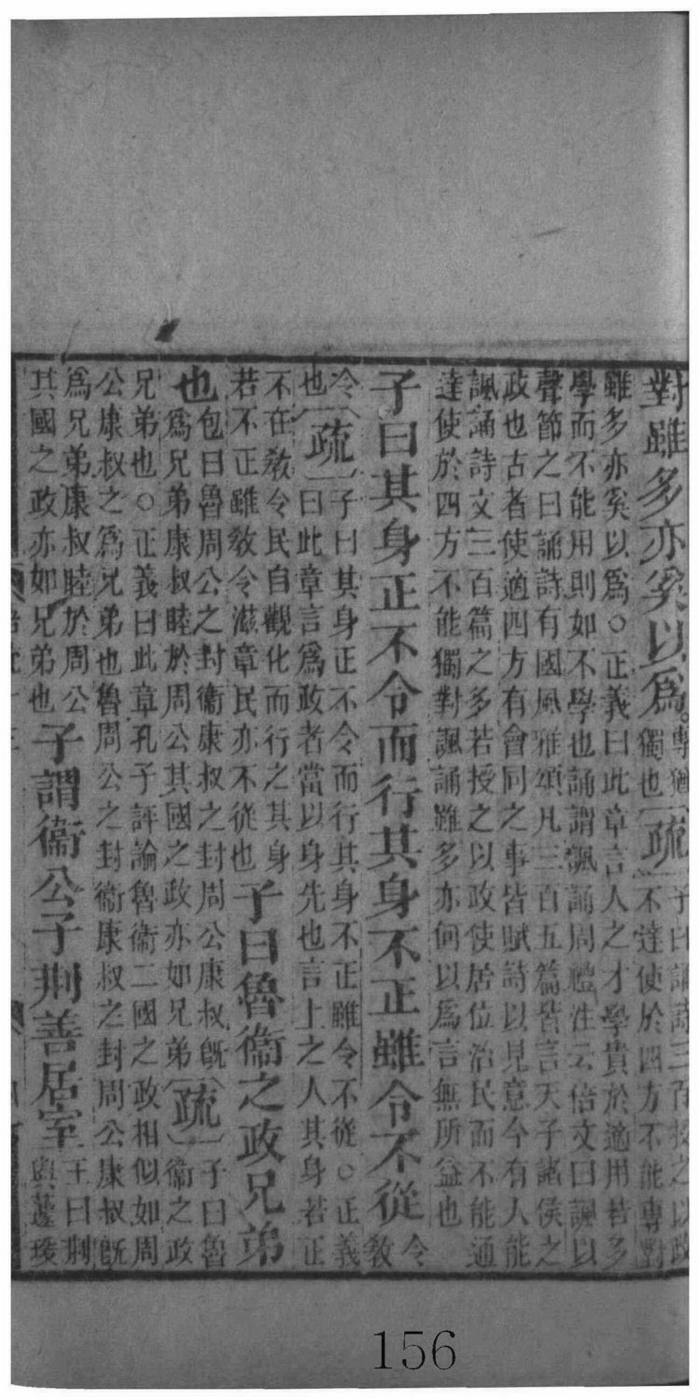 對雖多亦奚以爲專猶獨也疏子曰誦詩三百授之以政不達使於四方不能專對
雖多亦奚以爲○正義曰此章言人之才學貴於適用若多
學而不能用則如不學也誦謂諷誦周禮注云倍文曰諷以
聲節之曰誦詩有國風雅頌凡三百五篇皆言天子諸侯之
政也古者使適四方有會同之事皆賦詩以見意今有人能
諷誦詩文三百篇之多若授之以政使居位治民而不能通
達使於四方不能獨對諷誦雖多亦何以爲言無所益也
子曰其身正不令而行其身不正雖令不從令敎
令也疏子曰其身正不令而行其身不正雖令不從○正義曰此章言爲政者當以身先也言上之人其身若正
不在敎令民自觀化而行之其身若不正雖敎令滋章民亦不從也子曰魯衞之政兄弟
也包曰魯周公之封衞康叔之封周公康叔旣爲兄弟康叔睦於周公其國之政亦如兄弟疏子曰魯衞之政
兄弟也○正義曰此章孔子評論魯衞二國之政相似如周
公康叔之爲兄弟也魯周公之封衞康叔之封周公康叔旣
爲兄弟康叔睦於周公其國之政亦如兄弟也子謂衞公子荆善居室王曰荆與蘧瑗
156